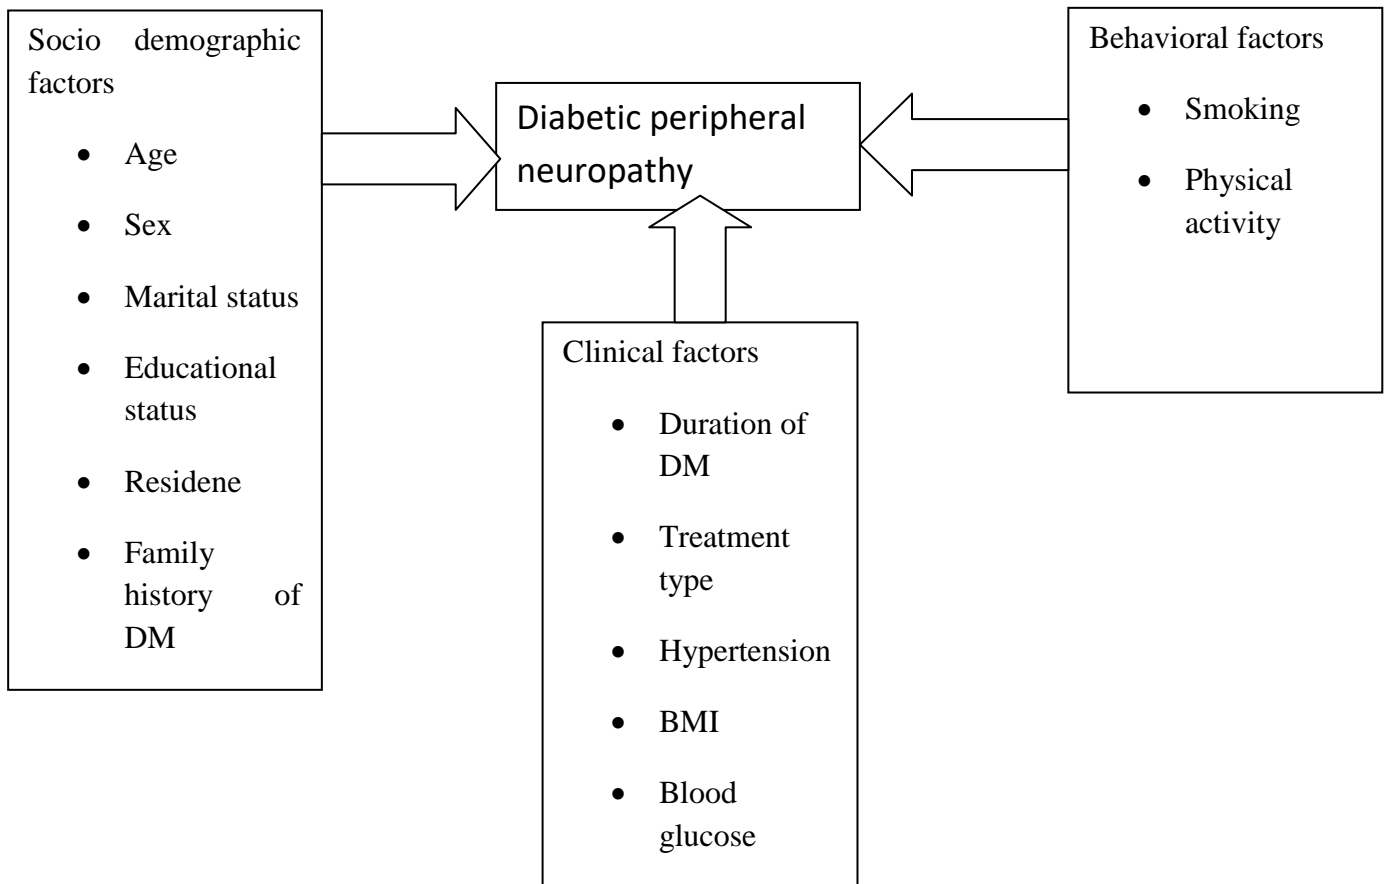 Socio demographic
factors
• Age
• Sex
• Marital status
• Educational
status
• Residene
• Family
history of
DM
Diabetic peripheral
neuropathy
Behavioral factors
• Smoking
• Physical
activity
Clinical factors
• Duration of
DM
• Treatment
type
• Hypertension
• BMI
• Blood
glucose